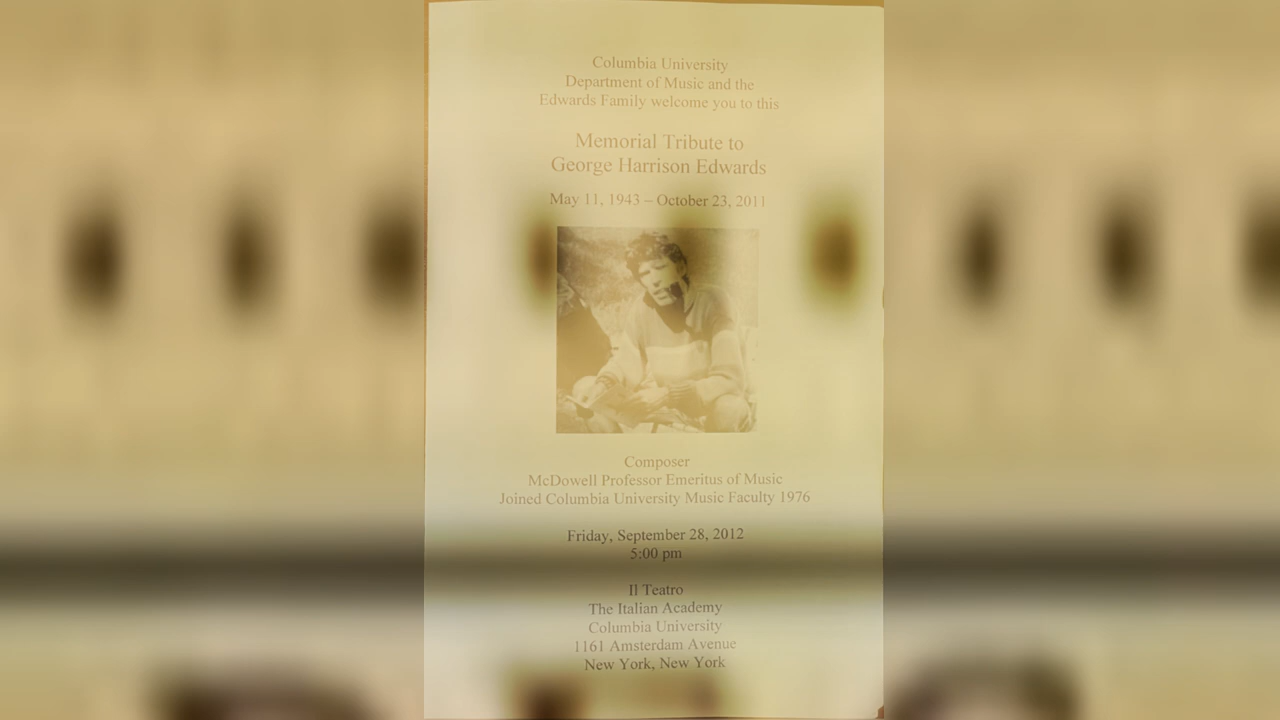 Columbia University
Department of Music and the
Edwards Family welcome you to this
Memorial Tribute to
George Harrison Edwards
May 11, 1943 – October 23, 2011
Composer
McDowell Professor Emeritus of Music
Joined Columbia University Music Faculty 1976
Friday, September 28, 2012
5:00 pm
Il Teatro
The Italian Academy
Columbia University
1161 Amsterdam Avenue
New York, New York